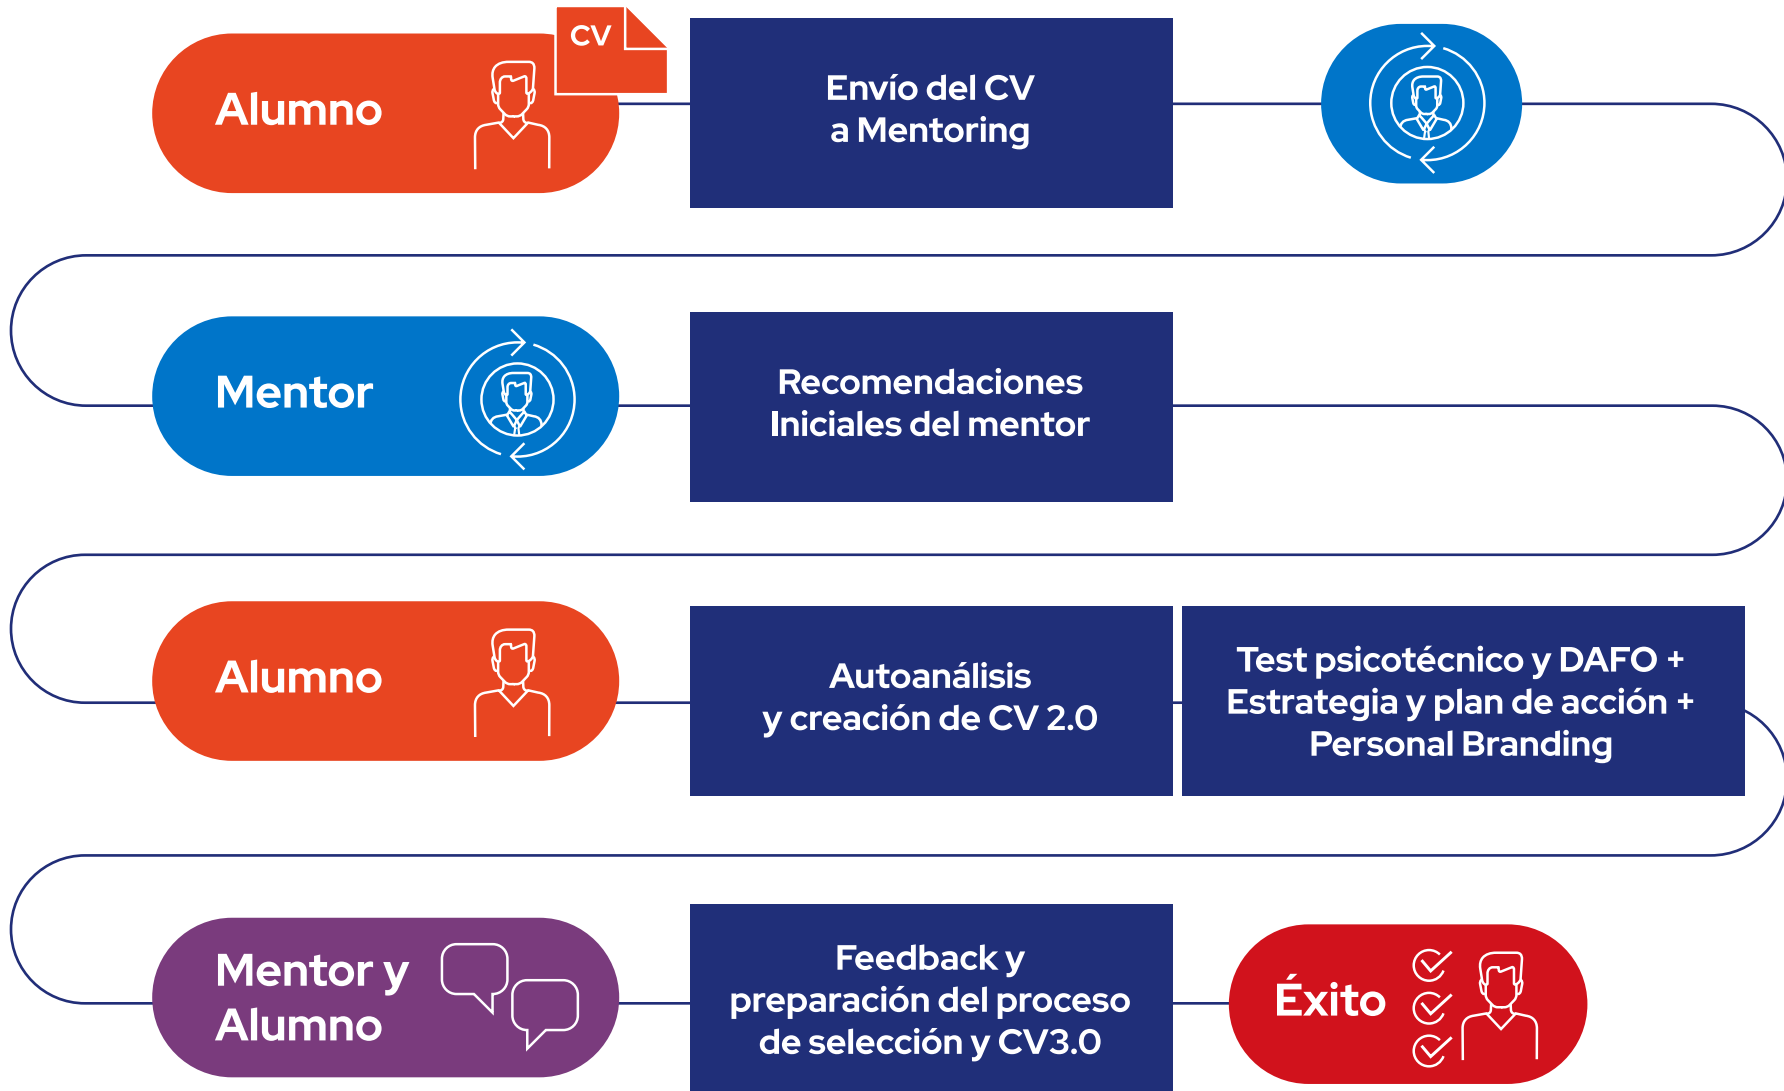 Alumno
CV
Envío del CV
a Mentoring
Mentor
Recomendaciones
Iniciales del mentor
Alumno
Autoanálisis
y creación de CV 2.0
Test psicotécnico y DAFO +
Estrategia y plan de acción +
Personal Branding
Mentor y
Alumno
Feedback y
preparación del proceso
de selección y CV3.0
Éxito